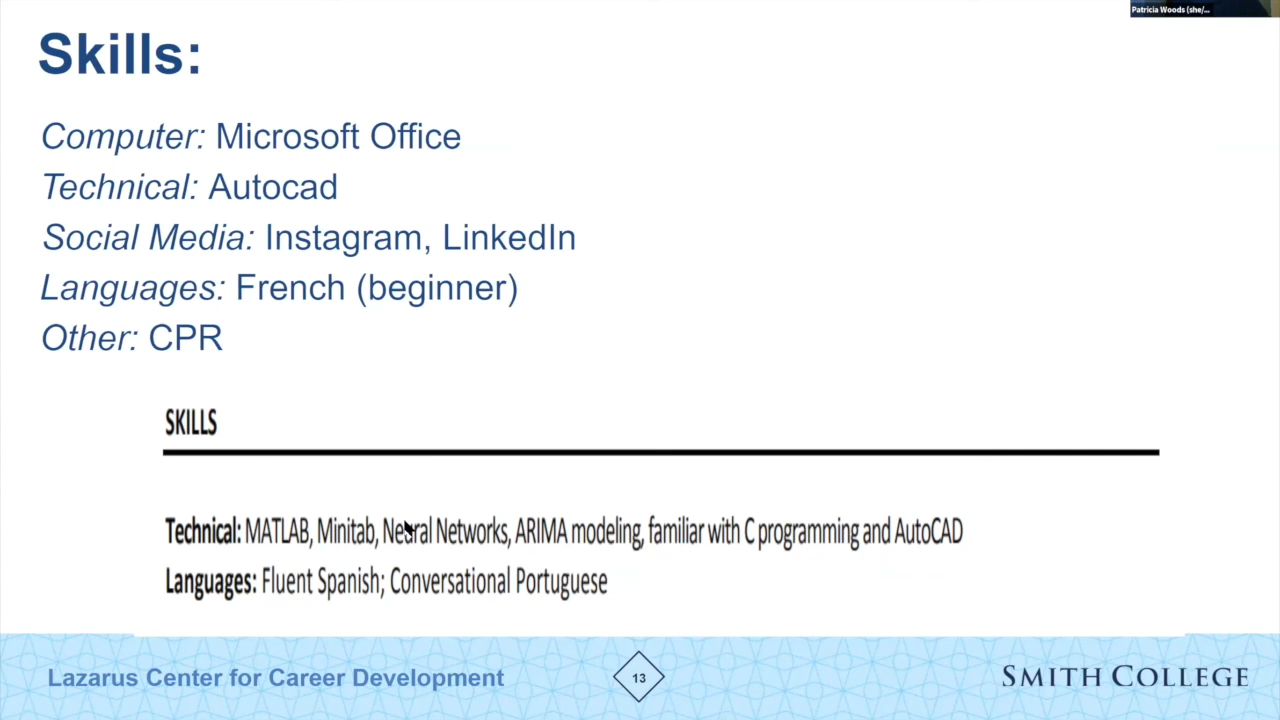 Patricia Woods (she/...
Skills:
Computer: Microsoft Office
Technical: Autocad
Social Media: Instagram, LinkedIn
Languages: French (beginner)
Other: CPR
SKILLS
Technical: MATLAB, Minitab, Neural Networks, ARIMA modeling, familiar with C programming and AutoCAD
Languages: Fluent Spanish; Conversational Portuguese
Lazarus Center for Career Development
13
SMITH COLLEGE